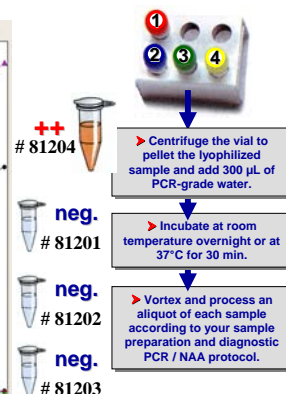 1
2
3
4
++
# 81204
neg.
# 81201
neg.
# 81202
neg.
# 81203
➤ Centrifuge the vial to
pellet the lyophilized
sample and add 300 µL of
PCR-grade water.
➤ Incubate at room
temperature overnight or at
37°C for 30 min.
➤ Vortex and process an
aliquot of each sample
according to your sample
preparation and diagnostic
PCR / NAA protocol.